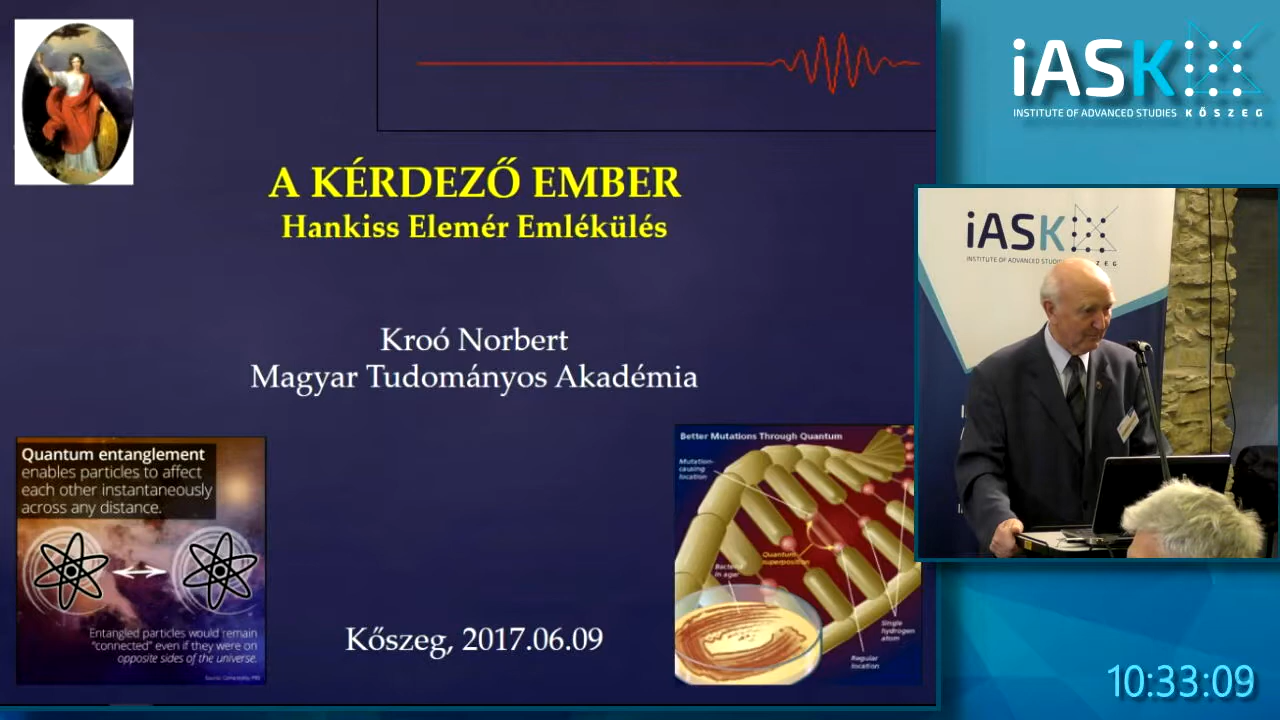 A KÉRDEZŐ EMBER
Hankiss Elemér Emlékülés
Kroó Norbert
Magyar Tudományos Akadémia
Quantum entanglement
enables particles to affect
each other instantaneously
across any distance.
Entangled particles would remain
"connected" even if they were on
opposite sides of the universe.
Better Mutations Through Quantum
Mutation-
causing
location
Quantum
superposition
Bacteria
in agar
Single
hydrogen
atom
Regular
location
Kőszeg, 2017.06.09
iASK
INSTITUTE OF ADVANCED STUDIES KŐSZEG
iASK
INSTITUTE OF ADVANCED STUDIES
10:33:09